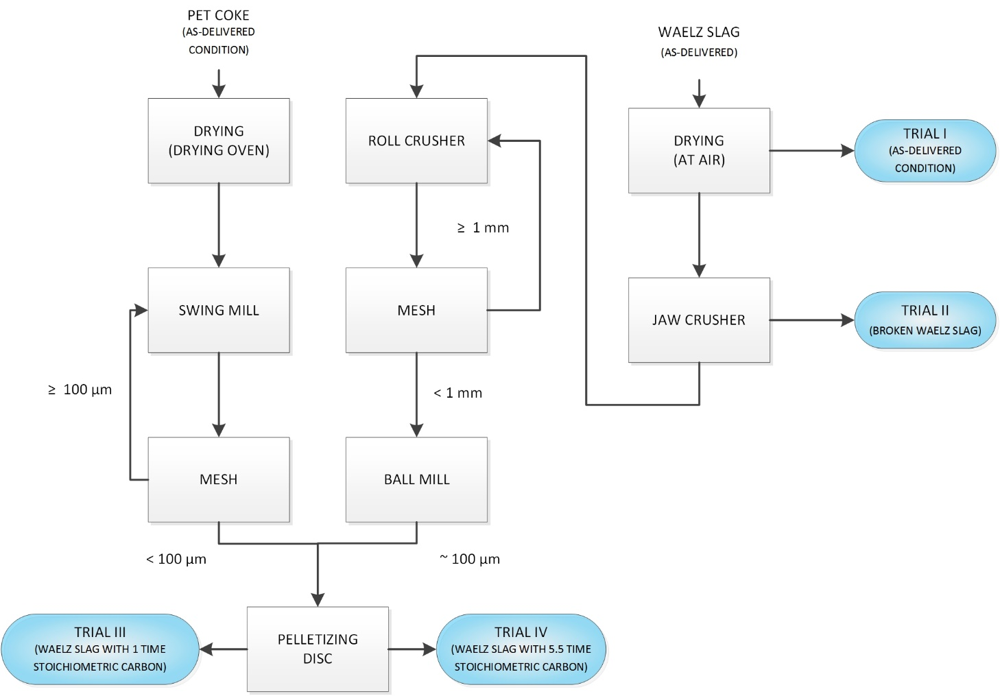 PET COKE
(AS-DELIVERED
CONDITION)
WAELZ SLAG
(AS-DELIVERED)
DRYING
(DRYING OVEN)
ROLL CRUSHER
DRYING
(AT AIR)
TRIAL I
(AS-DELIVERED
CONDITION)
≥ 1 mm
SWING MILL
MESH
JAW CRUSHER
TRIAL II
(BROKEN WAELZ SLAG)
≥ 100 µm
< 1 mm
MESH
BALL MILL
< 100 µm
~ 100 µm
PELLETIZING
DISC
TRIAL III
(WAELZ SLAG WITH 1 TIME
STOICHIOMETRIC CARBON)
TRIAL IV
(WAELZ SLAG WITH 5.5 TIME
STOICHIOMETRIC CARBON)